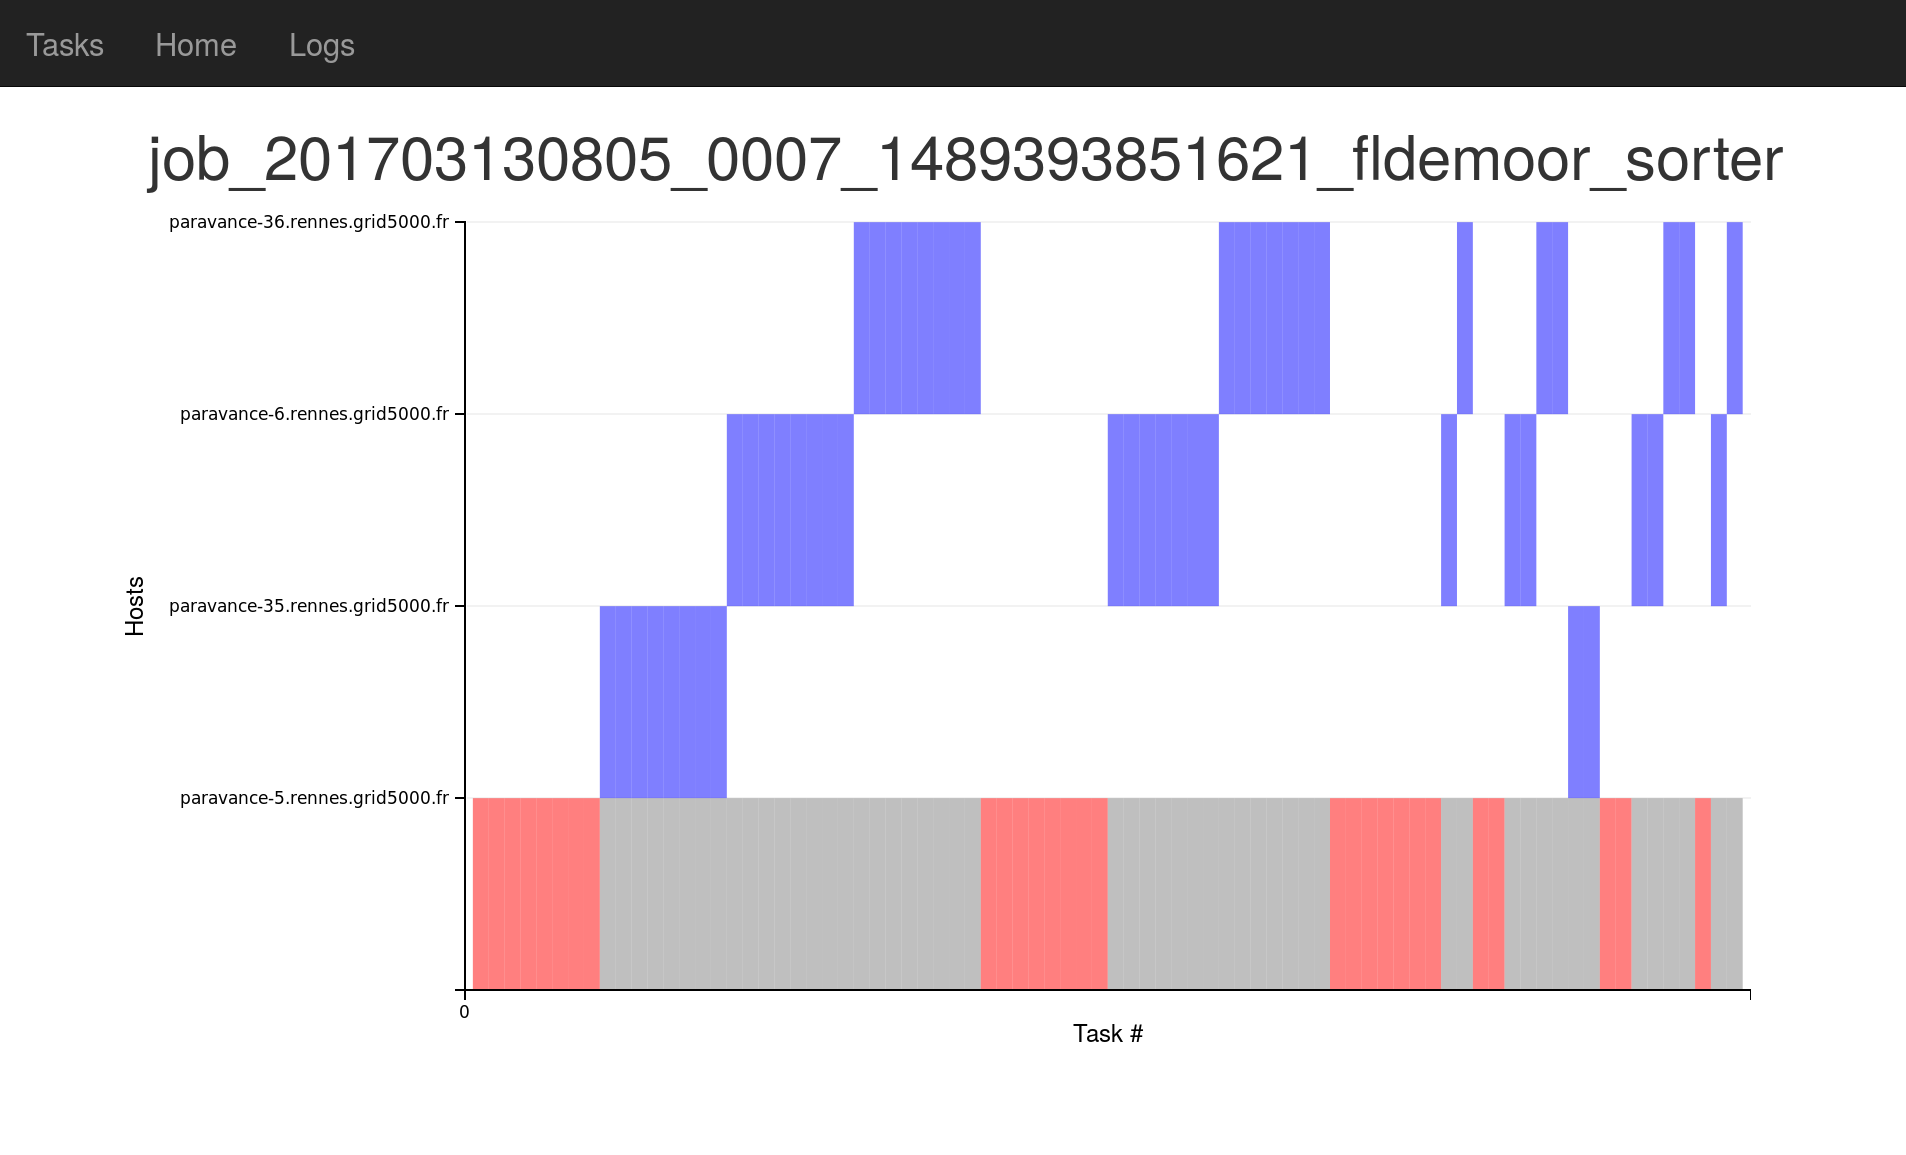 Tasks Home Logs
job_201703130805_0007_1489393851621_fldemoor_sorter
paravance-36.rennes.grid5000.fr
paravance-6.rennes.grid5000.fr
Hosts
paravance-35.rennes.grid5000.fr
paravance-5.rennes.grid5000.fr
0
Task #